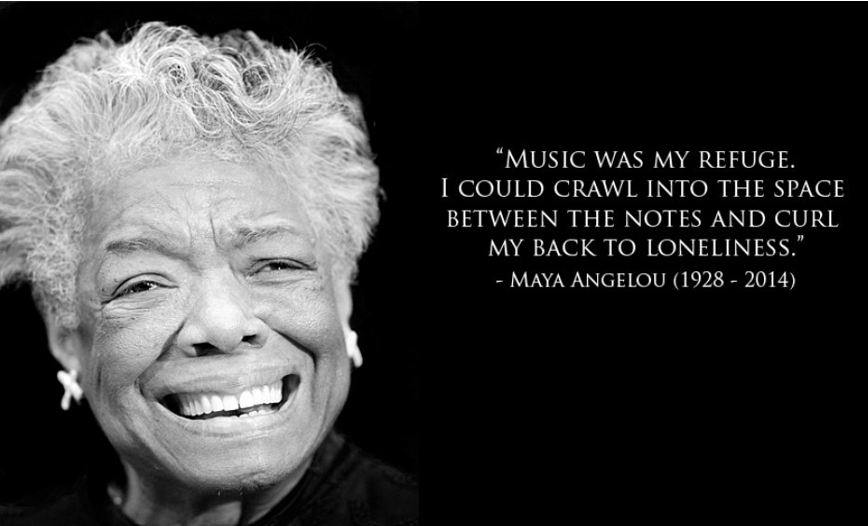 “Music was my refuge.
I could crawl into the space
between the notes and curl
my back to loneliness.”
- Maya Angelou (1928 - 2014)